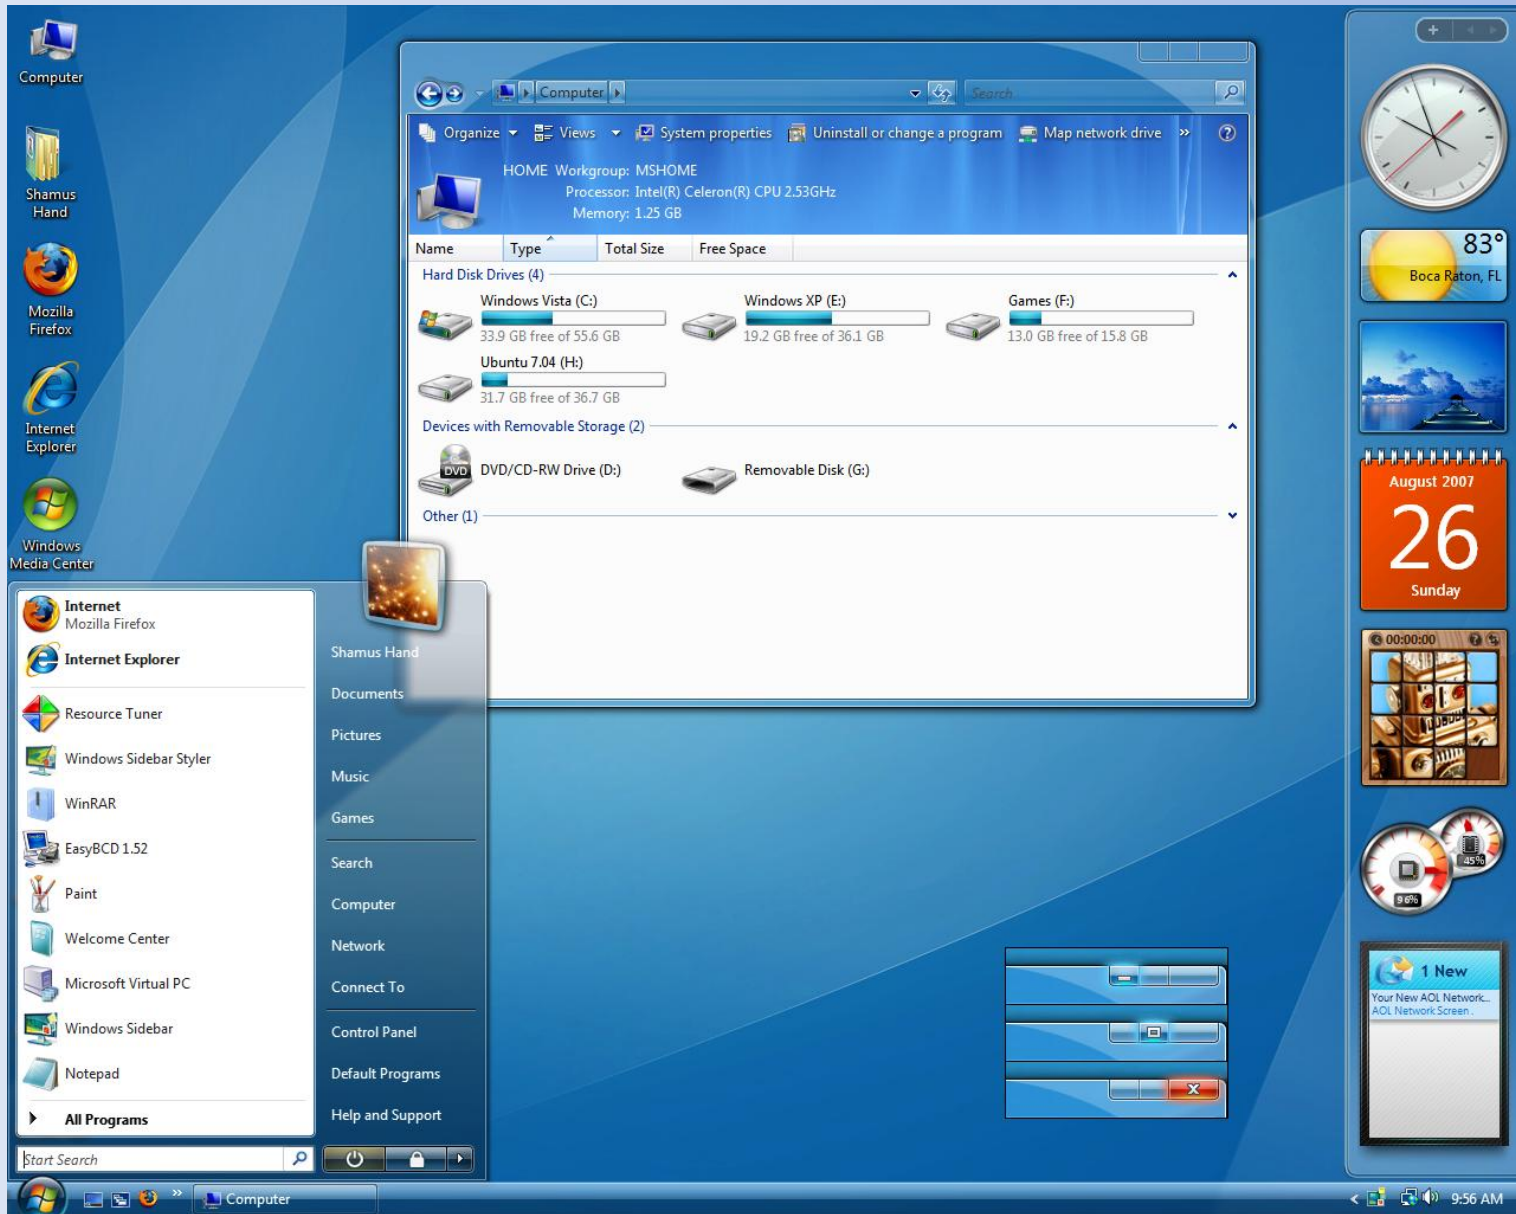 Computer
Shamus
Hand
Mozilla
Firefox
Internet
Explorer
Windows
Media Center
Computer
Search
Organize
Views
System properties
Uninstall or change a program
Map network drive
»
HOME Workgroup: MSHOME
Processor: Intel(R) Celeron(R) CPU 2.53GHz
Memory: 1.25 GB
Name Type Total Size Free Space
Hard Disk Drives (4)
Windows Vista (C:)
33.9 GB free of 55.6 GB
Windows XP (E:)
19.2 GB free of 36.1 GB
Games (F:)
13.0 GB free of 15.8 GB
Ubuntu 7.04 (H:)
31.7 GB free of 36.7 GB
Devices with Removable Storage (2)
DVD
DVD/CD-RW Drive (D:)
Removable Disk (G:)
Other (1)
Internet
Mozilla Firefox
Internet Explorer
Resource Tuner
Windows Sidebar Styler
WinRAR
EasyBCD 1.52
Paint
Welcome Center
Microsoft Virtual PC
Windows Sidebar
Notepad
All Programs
Start Search
Shamus Hand
Documents
Pictures
Music
Games
Search
Computer
Network
Connect To
Control Panel
Default Programs
Help and Support
83°
Boca Raton, FL
August 2007
26
Sunday
00:00:00
45%
96%
1 New
Your New AOL Network...
AOL Network Screen .
»
Computer
9:56 AM